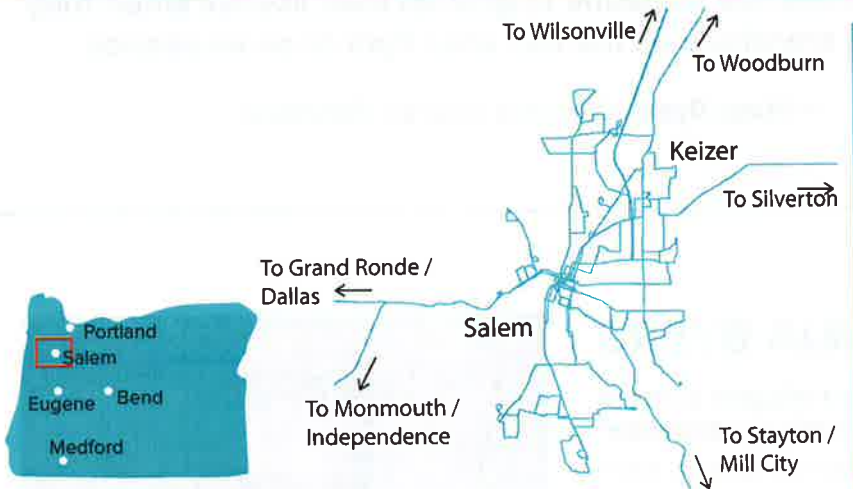 To Wilsonville
To Woodburn
Keizer
To Silverton
To Grand Ronde /
Dallas
Salem
To Monmouth /
Independence
To Stayton /
Mill City
Portland
Salem
Eugene
Bend
Medford